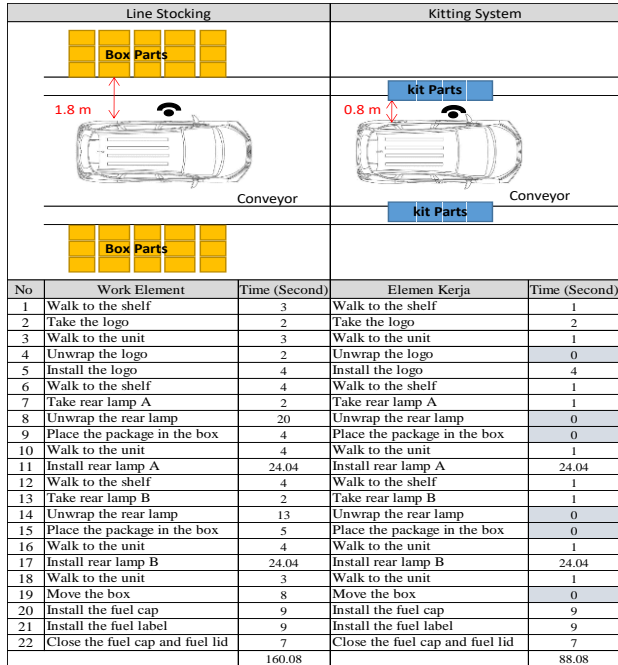 Line Stocking
Kitting System
Box Parts
kit Parts
1.8 m
0.8 m
Conveyor
Conveyor
kit Parts
Box Parts
No Work Element Time (Second) Elemen Kerja Time (Second)
1 Walk to the shelf 3 Walk to the shelf 1
2 Take the logo 2 Take the logo 2
3 Walk to the unit 3 Walk to the unit 1
4 Unwrap the logo 2 Unwrap the logo 0
5 Install the logo 4 Install the logo 4
6 Walk to the shelf 4 Walk to the shelf 1
7 Take rear lamp A 2 Take rear lamp A 1
8 Unwrap the rear lamp 20 Unwrap the rear lamp 0
9 Place the package in the box 4 Place the package in the box 0
10 Walk to the unit 4 Walk to the unit 1
11 Install rear lamp A 24.04 Install rear lamp A 24.04
12 Walk to the shelf 4 Walk to the shelf 1
13 Take rear lamp B 2 Take rear lamp B 1
14 Unwrap the rear lamp 13 Unwrap the rear lamp 0
15 Place the package in the box 5 Place the package in the box 0
16 Walk to the unit 4 Walk to the unit 1
17 Install rear lamp B 24.04 Install rear lamp B 24.04
18 Walk to the unit 3 Walk to the unit 1
19 Move the box 8 Move the box 0
20 Install the fuel cap 9 Install the fuel cap 9
21 Install the fuel label 9 Install the fuel label 9
22 Close the fuel cap and fuel lid 7 Close the fuel cap and fuel lid 7
160.08 88.08